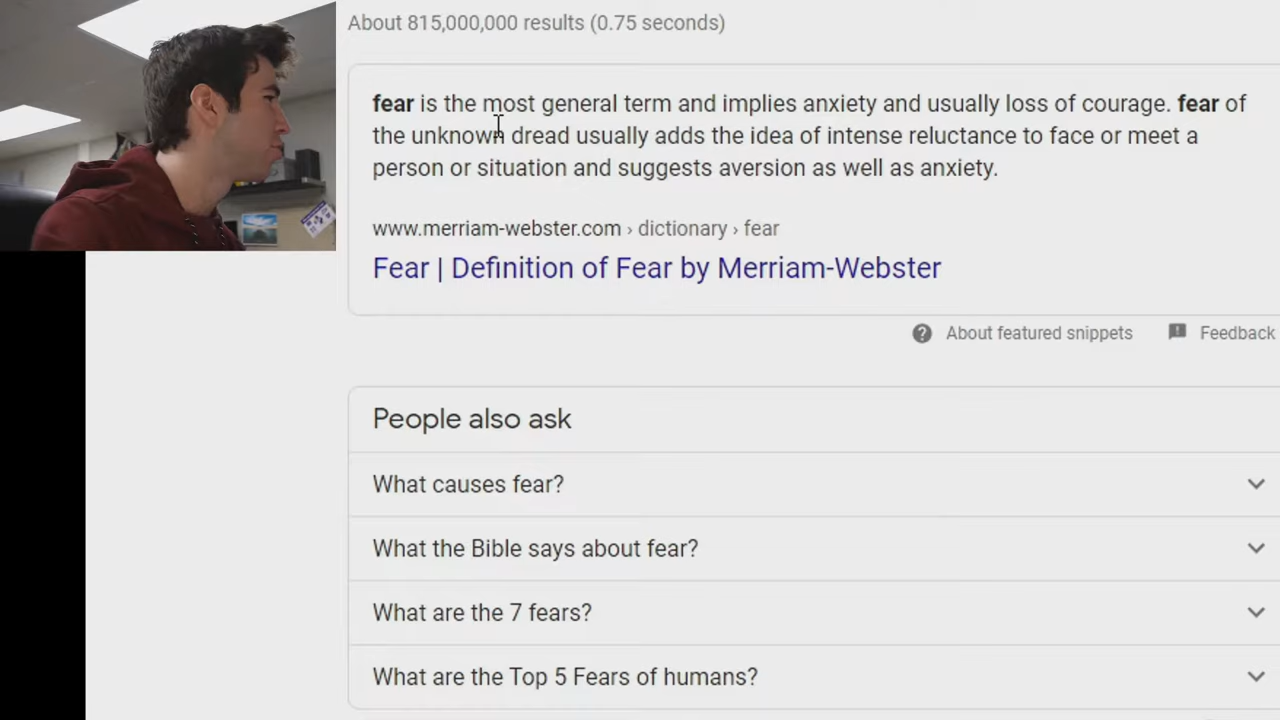 About 815,000,000 results (0.75 seconds)
fear is the most general term and implies anxiety and usually loss of courage. fear of
the unknown dread usually adds the idea of intense reluctance to face or meet a
person or situation and suggests aversion as well as anxiety.
www.merriam-webster.com › dictionary › fear
Fear | Definition of Fear by Merriam-Webster
About featured snippets
Feedback
People also ask
What causes fear?
What the Bible says about fear?
What are the 7 fears?
What are the Top 5 Fears of humans?